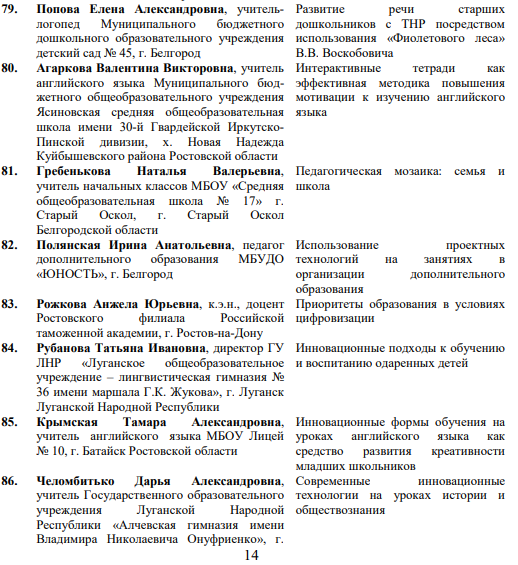 79. Попова Елена Александровна, учитель- Развитие речи старших
логопед Муниципального бюджетного дошкольников с ТНР посредством
дошкольного образовательного учреждения использования «Фиолетового леса»
детский сад № 45, г. Белгород В.В. Воскобовича
80. Агаркова Валентина Викторовна, учитель Интерактивные тетради как
английского языка Муниципального бюд- эффективная методика повышения
жетного общеобразовательного учреждения мотивации к изучению английского
Ясиновская средняя общеобразовательная языка
школа имени 30-й Гвардейской Иркутско-
Пинской дивизии, х. Новая Надежда
Куйбышевского района Ростовской области
81. Гребенькова Наталья Валерьевна, Педагогическая мозаика: семья и
учитель начальных классов МБОУ «Средняя школа
общеобразовательная школа № 17» г.
Старый Оскол, г. Старый Оскол
Белгородской области
82. Полянская Ирина Анатольевна, педагог Использование проектных
дополнительного образования МБУДО технологий на занятиях в
«ЮНОСТЬ», г. Белгород организации дополнительного
образования
83. Рожкова Анжела Юрьевна, к.э.н., доцент Приоритеты образования в условиях
Ростовского филиала Российской цифровизации
таможенной академии, г. Ростов-на-Дону
84. Рубанова Татьяна Ивановна, директор ГУ Инновационные подходы к обучению
ЛНР «Луганское общеобразовательное и воспитанию одаренных детей
учреждение – лингвистическая гимназия №
36 имени маршала Г.К. Жукова», г. Луганск
Луганской Народной Республики
85. Крымская Тамара Александровна, Инновационные формы обучения на
учитель английского языка МБОУ Лицей уроках английского языка как
№ 10, г. Батайск Ростовской области средство развития креативности
младших школьников
86. Челомбитько Дарья Александровна, Современные инновационные
учитель Государственного образовательного технологии на уроках истории и
учреждения Луганской Народной обществознания
Республики «Алчевская гимназия имени
Владимира Николаевича Онуфриенко», г.
14